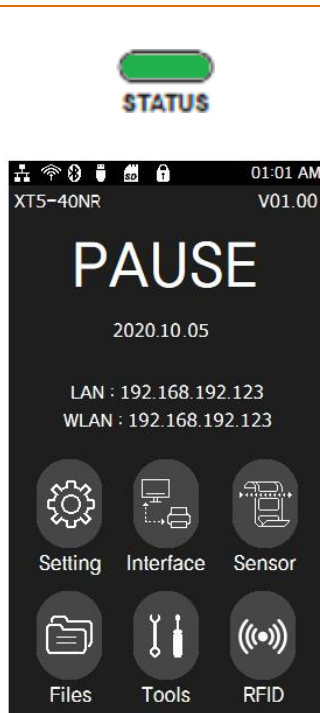 STATUS
01:01 AM
XT5-40NR V01.00
PAUSE
2020.10.05
LAN : 192.168.192.123
WLAN : 192.168.192.123
Setting Interface Sensor
Files Tools RFID